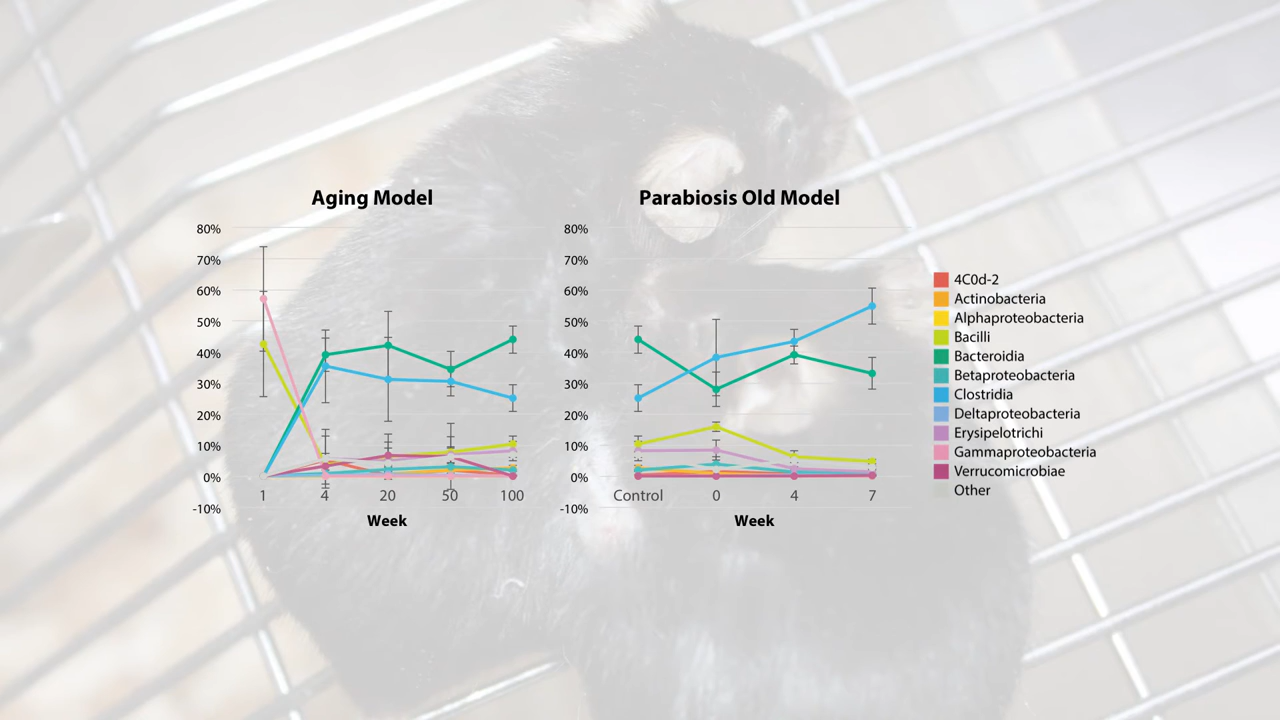 Aging Model
80%
70%
60%
50%
40%
30%
20%
10%
0%
-10%
1 4 20 50 100
Week
Parabiosis Old Model
80%
70%
60%
50%
40%
30%
20%
10%
0%
-10%
Control 0 4 7
Week
4C0d-2
Actinobacteria
Alphaproteobacteria
Bacilli
Bacteroidia
Betaproteobacteria
Clostridia
Deltaproteobacteria
Erysipelotrichi
Gammaproteobacteria
Verrucomicrobiae
Other